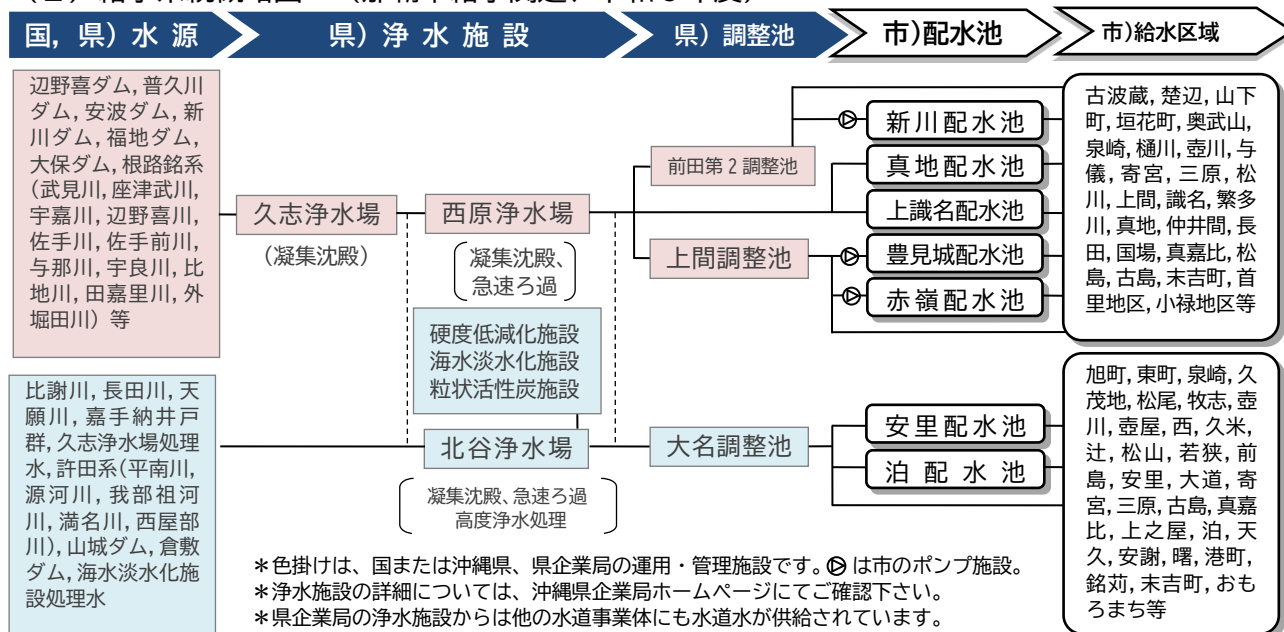 国，県）水 源
県）浄 水 施 設
県）調整池
市)配水池
市)給水区域
辺野喜ダム，普久川
ダム，安波ダム，新
川ダム，福地ダム，
大保ダム，根路銘系
（武見川，座津武川，
宇嘉川，辺野喜川，
佐手川，佐手前川，
与那川，宇良川，比
地川，田嘉里川，外
堀田川）等
久志浄水場
（凝集沈殿）
西原浄水場
凝集沈殿、
急速ろ過
硬度低減化施設
海水淡水化施設
粒状活性炭施設
前田第２調整池
上間調整池
新川配水池
真地配水池
上識名配水池
豊見城配水池
赤嶺配水池
古波蔵，楚辺，山下
町，垣花町，奥武山，
泉崎，樋川，壺川，与
儀，寄宮，三原，松
川，上間，識名，繁多
川，真地，仲井間，長
田，国場，真嘉比，松
島，古島，末吉町，首
里地区，小禄地区等
比謝川，長田川，天
願川，嘉手納井戸
群，久志浄水場処理
水，許田系（平南川，
源河川，我部祖河
川，満名川，西屋部
川），山城ダム，倉敷
ダム，海水淡水化施
設処理水
北谷浄水場
凝集沈殿、急速ろ過
高度浄水処理
大名調整池
安里配水池
泊 配 水 池
旭町，東町，泉崎，久
茂地，松尾，牧志，壺
川，壺屋，西，久米，
辻，松山，若狭，前
島，安里，大道，寄
宮，三原，古島，真嘉
比，上之屋，泊，天
久，安謝，曙，港町，
銘苅，末吉町，おも
ろまち等
＊色掛けは、国または沖縄県、県企業局の運用・管理施設です。 は市のポンプ施設。
＊浄水施設の詳細については、沖縄県企業局ホームページにてご確認下さい。
＊県企業局の浄水施設からは他の水道事業体にも水道水が供給されています。